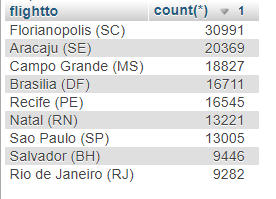 flightto count(*) 1
Florianopolis (SC) 30991
Aracaju (SE) 20369
Campo Grande (MS) 18827
Brasilia (DF) 16711
Recife (PE) 16545
Natal (RN) 13221
Sao Paulo (SP) 13005
Salvador (BH) 9446
Rio de Janeiro (RJ) 9282